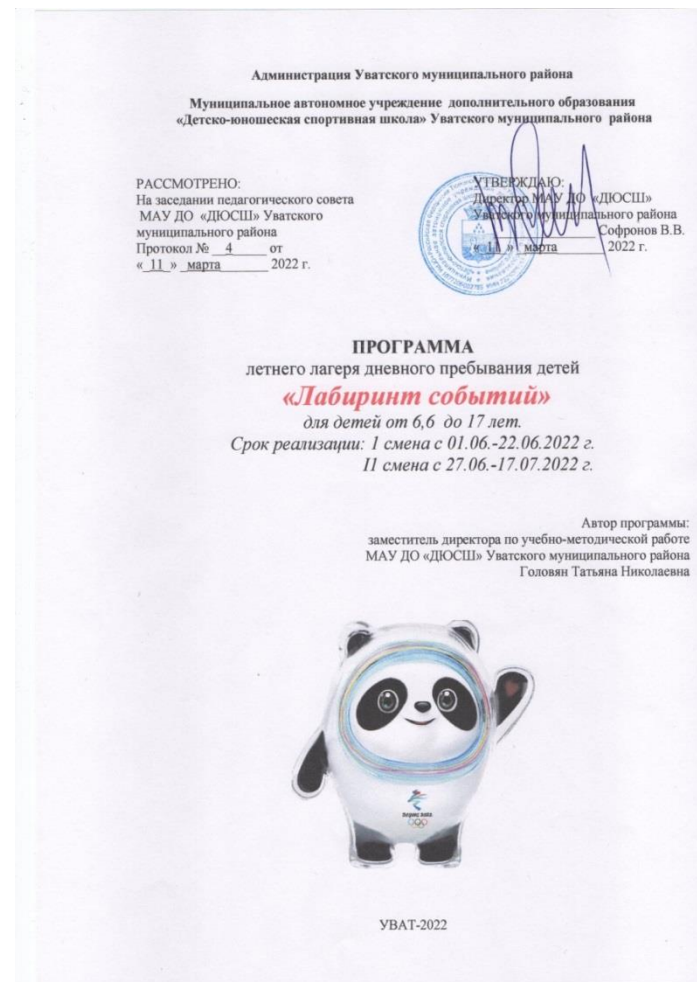 Администрация Уватского муниципального района
Муниципальное автономное учреждение дополнительного образования
«Детско-юношеская спортивная школа» Уватского муниципального района
РАССМОТРЕНО:
На заседании педагогического совета
МАУ ДО «ДЮСШ» Уватского
муниципального района
Протокол № 4 от
« 11 » марта 2022 г.
УТВЕРЖДАЮ:
Директор МАУ ДО «ДЮСШ»
Уватского муниципального района
Софронов В.В.
« 11 » марта 2022 г.
ПРОГРАММА
летнего лагеря дневного пребывания детей
«Лабиринт событий»
для детей от 6,6 до 17 лет.
Срок реализации: 1 смена с 01.06.-22.06.2022 г.
II смена с 27.06.-17.07.2022 г.
Автор программы:
заместитель директора по учебно-методической работе
МАУ ДО «ДЮСШ» Уватского муниципального района
Головян Татьяна Николаевна
BEIJING 2022
УВАТ-2022